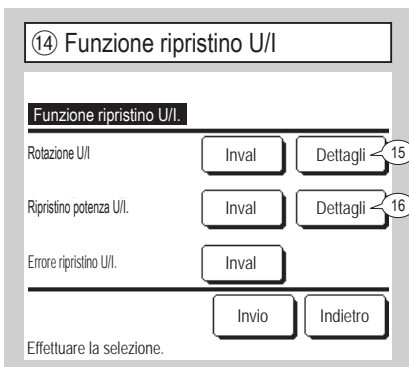 ⑭ Funzione ripristino U/I
Funzione ripristino U/I.
Rotazione U/I Inval Dettagli 15
Ripristino potenza U/I. Inval Dettagli 16
Errore ripristino U/I. Inval
Invio Indietro
Effettuare la selezione.